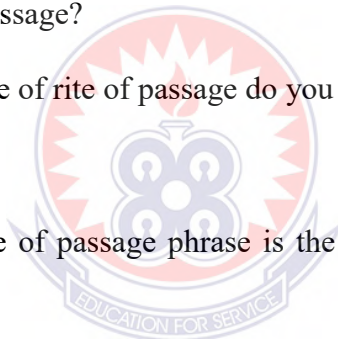 ssage?
e of rite of passage do you
e of passage phrase is the
EDUCATION FOR SERVICE